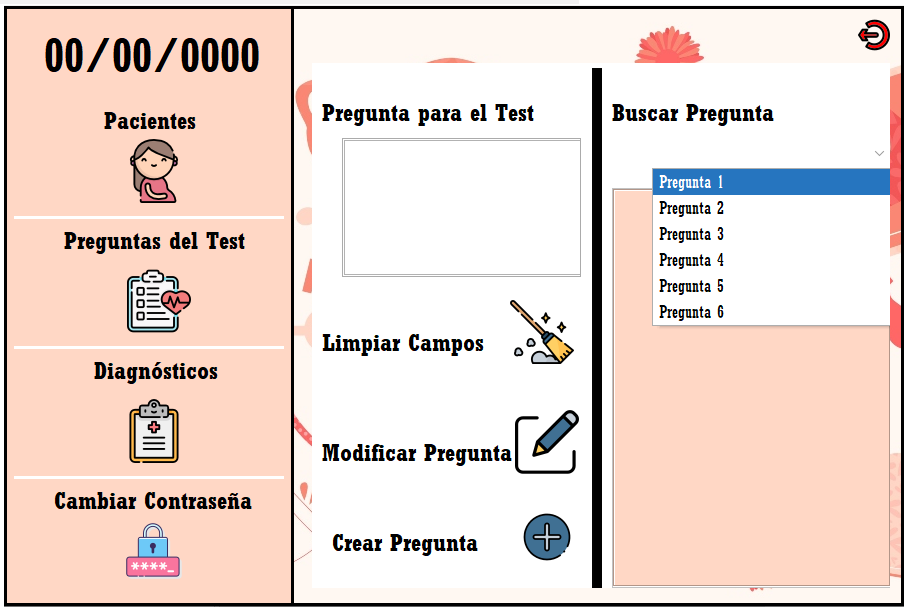 00/00/0000
Pacientes
Preguntas del Test
Diagnósticos
Cambiar Contraseña
****_
Pregunta para el Test
Limpiar Campos
Modificar Pregunta
Crear Pregunta
Buscar Pregunta
Pregunta 1
Pregunta 2
Pregunta 3
Pregunta 4
Pregunta 5
Pregunta 6